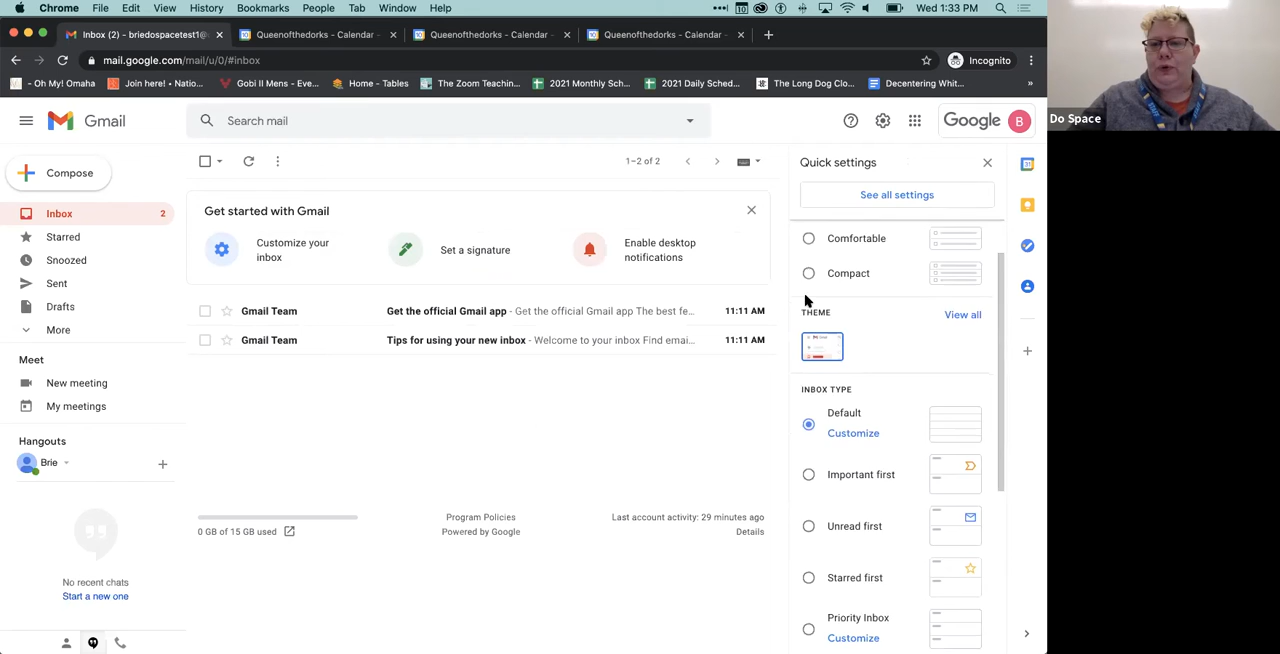 Chrome File Edit View History Bookmarks People Tab Window Help
10
Wed 1:33 PM
Inbox (2) - briedospacetest1@
Queenofthedorks - Calendar -
Queenofthedorks - Calendar -
Queenofthedorks - Calendar -
mail.google.com/mail/u/0/#inbox
Incognito
- Oh My! Omaha
Join here! • Natio...
Gobi II Mens - Eve...
Home - Tables
The Zoom Teachin...
2021 Monthly Sch...
2021 Daily Sched...
The Long Dog Clo...
Decentering Whit...
»
Gmail
Search mail
Google
B
Do Space
Compose
1–2 of 2
Quick settings
See all settings
Inbox 2
Starred
Snoozed
Sent
Drafts
More
Meet
New meeting
My meetings
Hangouts
Brie
No recent chats
Start a new one
Get started with Gmail
Customize your
inbox
Set a signature
Enable desktop
notifications
Gmail Team Get the official Gmail app - Get the official Gmail app The best fe... 11:11 AM
Gmail Team Tips for using your new inbox - Welcome to your inbox Find emai... 11:11 AM
0 GB of 15 GB used
Program Policies
Powered by Google
Last account activity: 29 minutes ago
Details
Comfortable
Compact
THEME
View all
INBOX TYPE
Default
Customize
Important first
Unread first
Starred first
Priority Inbox
Customize
31